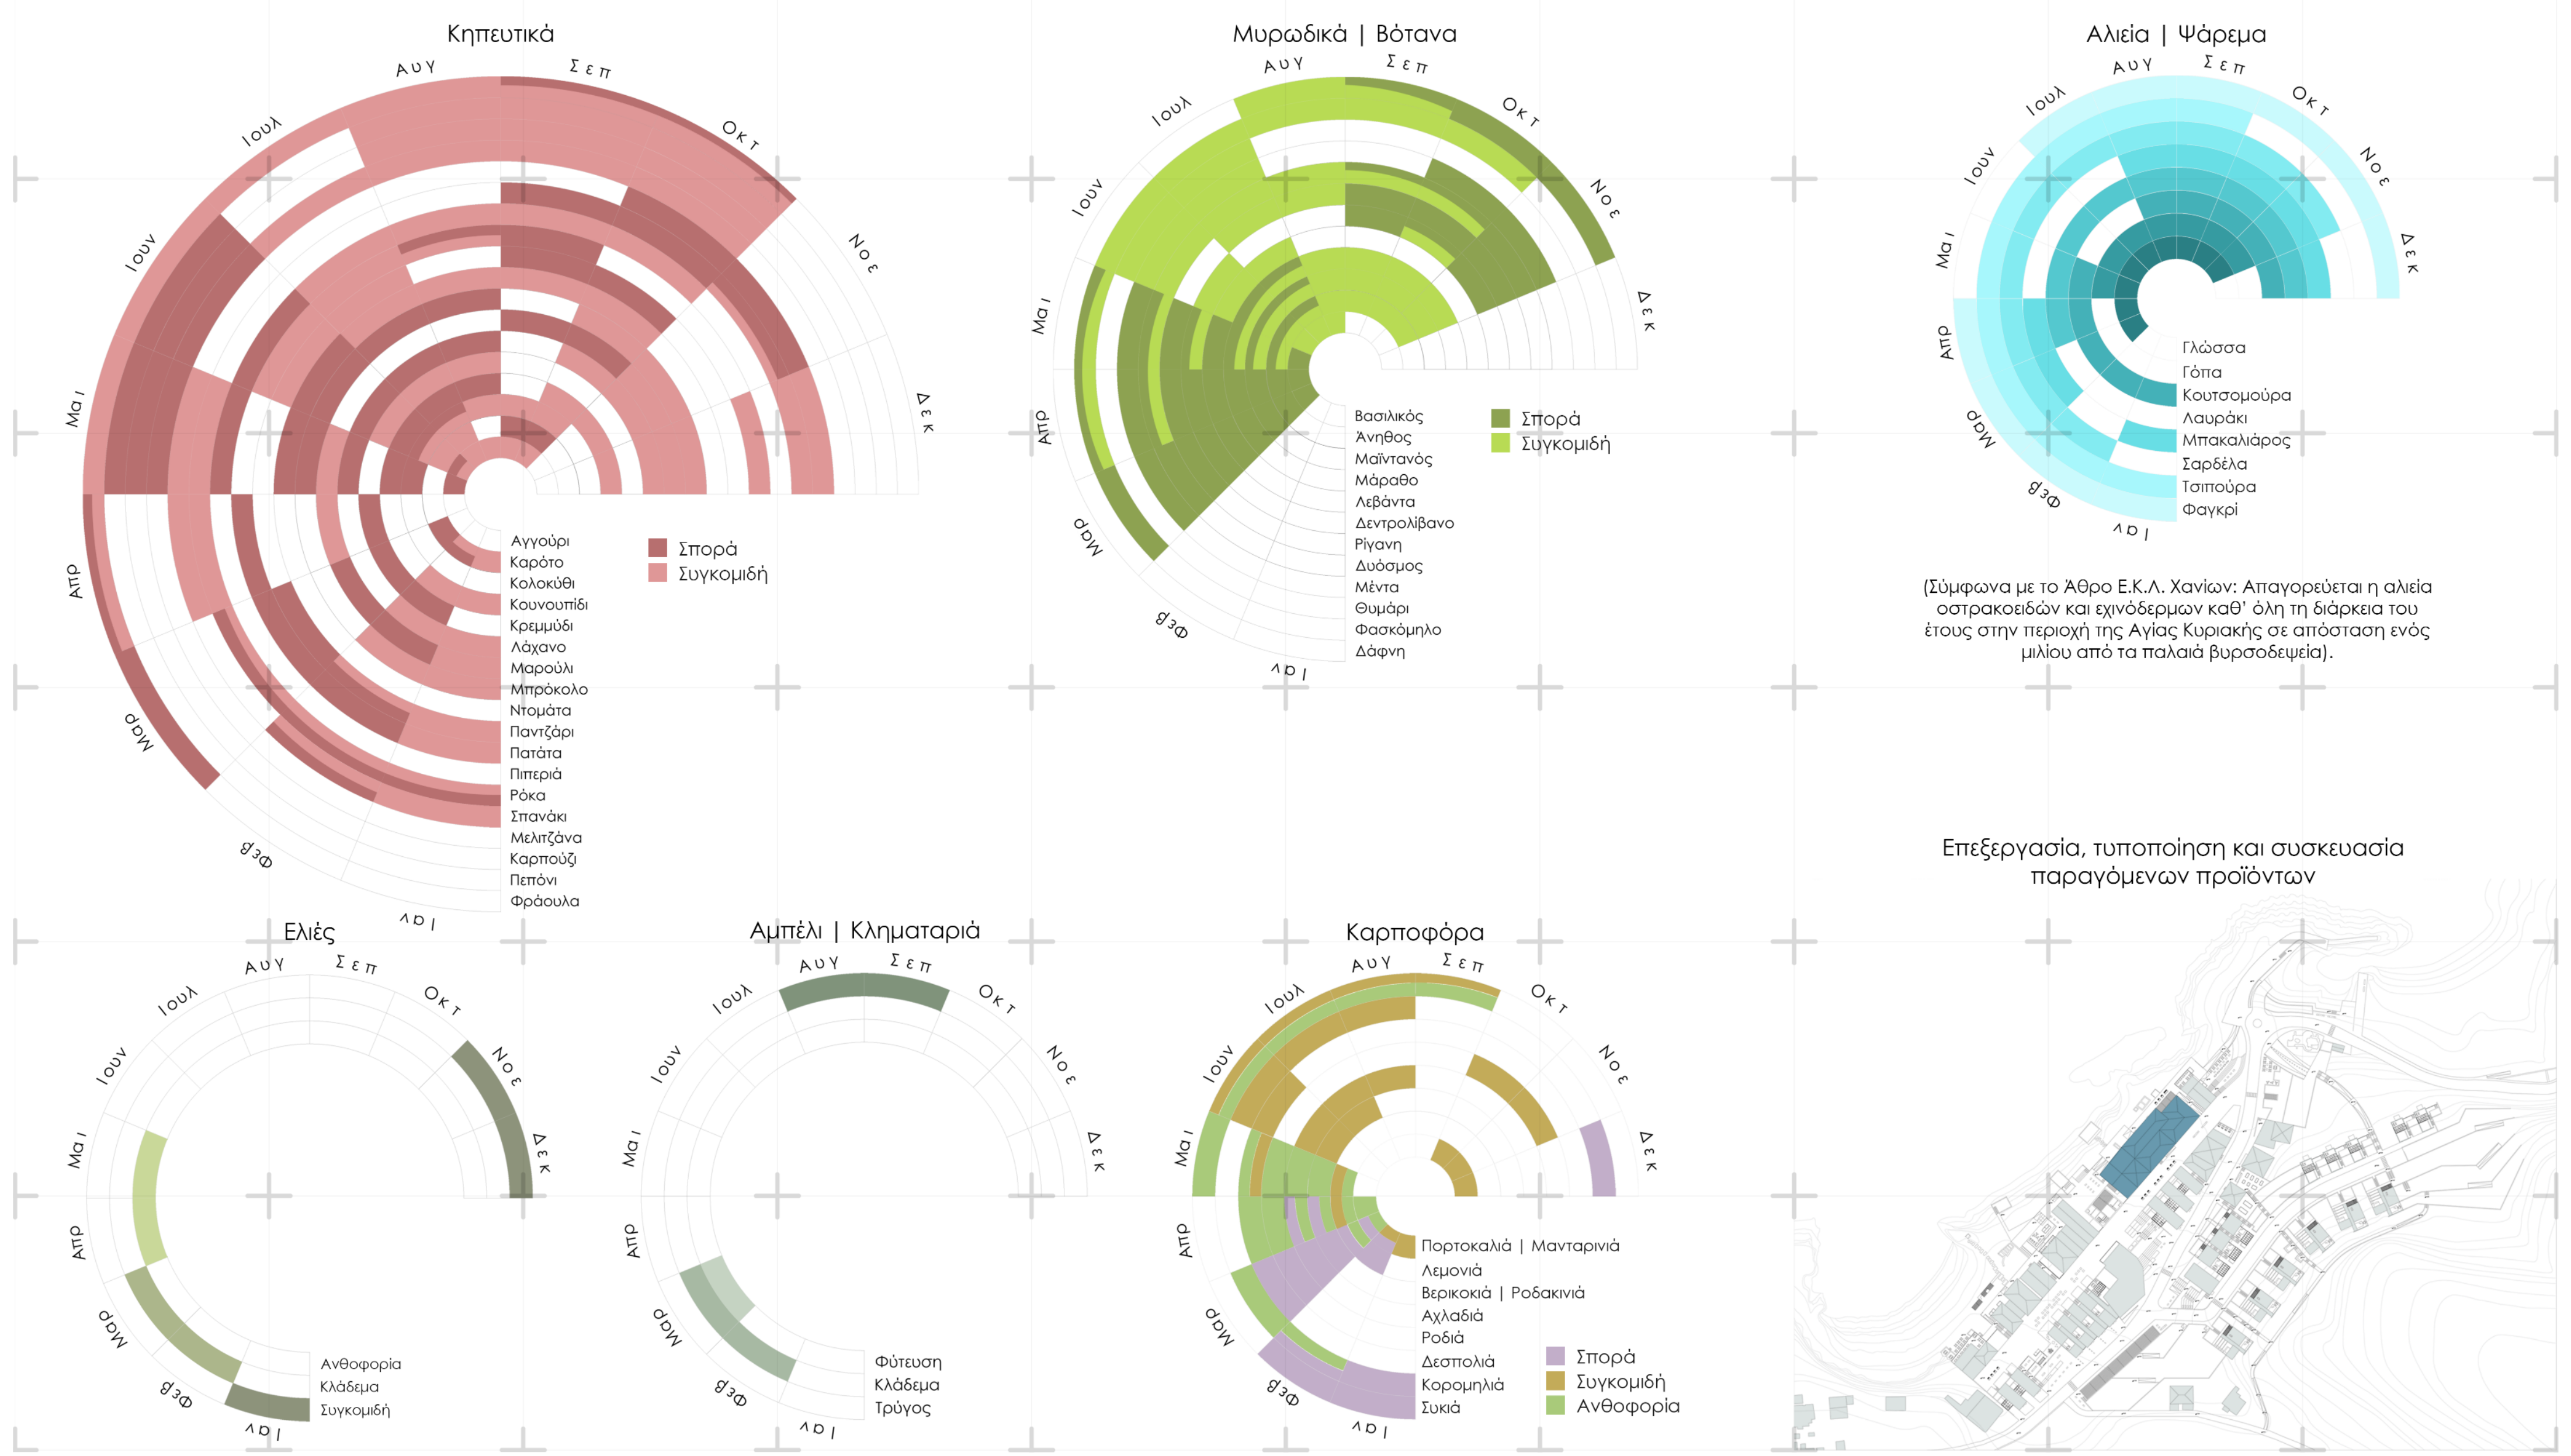 Κηπευτικά
Αυγ
Σεπ
Ιουλ
Οκτ
Ιουν
Νοε
Μαι
Δεκ
Απρ
Μαρ
Φεβ
Ιαν
Αγγούρι
Καρότο
Κολοκύθι
Κουνουπίδι
Κρεμμύδι
Λάχανο
Μαρούλι
Μπρόκολο
Ντομάτα
Παντζάρι
Πατάτα
Πιπεριά
Ρόκα
Σπανάκι
Μελιτζάνα
Καρπούζι
Πεπόνι
Φράουλα
Σπορά
Συγκομιδή
Μυρωδικά | Βότανα
Αυγ
Σεπ
Ιουλ
Οκτ
Ιουν
Νοε
Μαι
Δεκ
Απρ
Μαρ
Φεβ
Ιαν
Βασιλικός
Άνηθος
Μαϊντανός
Μάραθο
Λεβάντα
Δεντρολίβανο
Ρίγανη
Δυόσμος
Μέντα
Θυμάρι
Φασκόμηλο
Δάφνη
Σπορά
Συγκομιδή
Αλιεία | Ψάρεμα
Αυγ
Σεπ
Ιουλ
Οκτ
Ιουν
Νοε
Μαι
Δεκ
Απρ
Μαρ
Φεβ
Ιαν
Γλώσσα
Γόπα
Κουτσομούρα
Λαυράκι
Μπακαλιάρος
Σαρδέλα
Τσιπούρα
Φαγκρί
(Σύμφωνα με το Άθρο Ε.Κ.Λ. Χανίων: Απαγορεύεται η αλιεία
οστρακοειδών και εχινόδερμων καθ' όλη τη διάρκεια του
έτους στην περιοχή της Αγίας Κυριακής σε απόσταση ενός
μιλίου από τα παλαιά βυρσοδεψεία).
Ελιές
Αυγ
Σεπ
Ιουλ
Οκτ
Ιουν
Νοε
Μαι
Δεκ
Απρ
Μαρ
Φεβ
Ιαν
Ανθοφορία
Κλάδεμα
Συγκομιδή
Αμπέλι | Κληματαριά
Αυγ
Σεπ
Ιουλ
Οκτ
Ιουν
Νοε
Μαι
Δεκ
Απρ
Μαρ
Φεβ
Ιαν
Φύτευση
Κλάδεμα
Τρύγος
Καρποφόρα
Αυγ
Σεπ
Ιουλ
Οκτ
Ιουν
Νοε
Μαι
Δεκ
Απρ
Μαρ
Φεβ
Ιαν
Πορτοκαλιά | Μανταρινιά
Λεμονιά
Βερικοκιά | Ροδακινιά
Αχλαδιά
Ροδιά
Δεσπολιά
Κορομηλιά
Συκιά
Σπορά
Συγκομιδή
Ανθοφορία
Επεξεργασία, τυποποίηση και συσκευασία
παραγόμενων προϊόντων